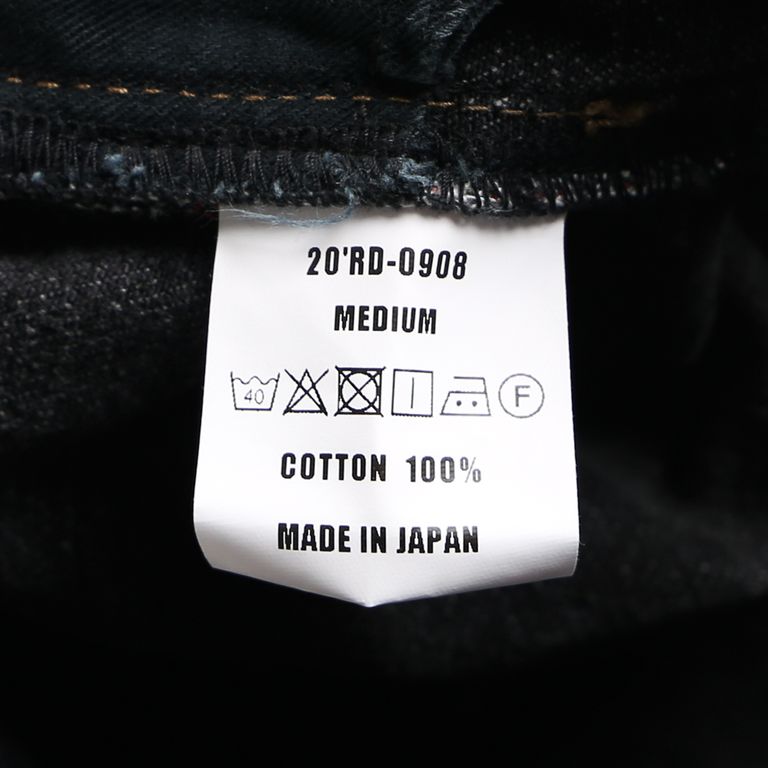 20'RD-0908
MEDIUM
40 F
COTTON 100%
MADE IN JAPAN